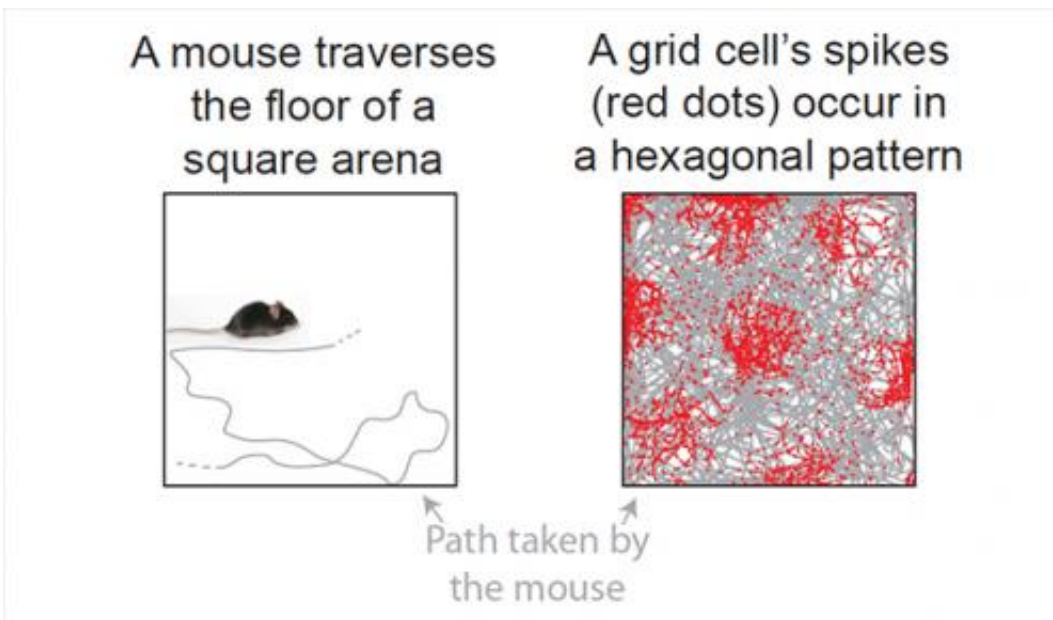 A mouse traverses
the floor of a
square arena
A grid cell’s spikes
(red dots) occur in
a hexagonal pattern
Path taken by
the mouse